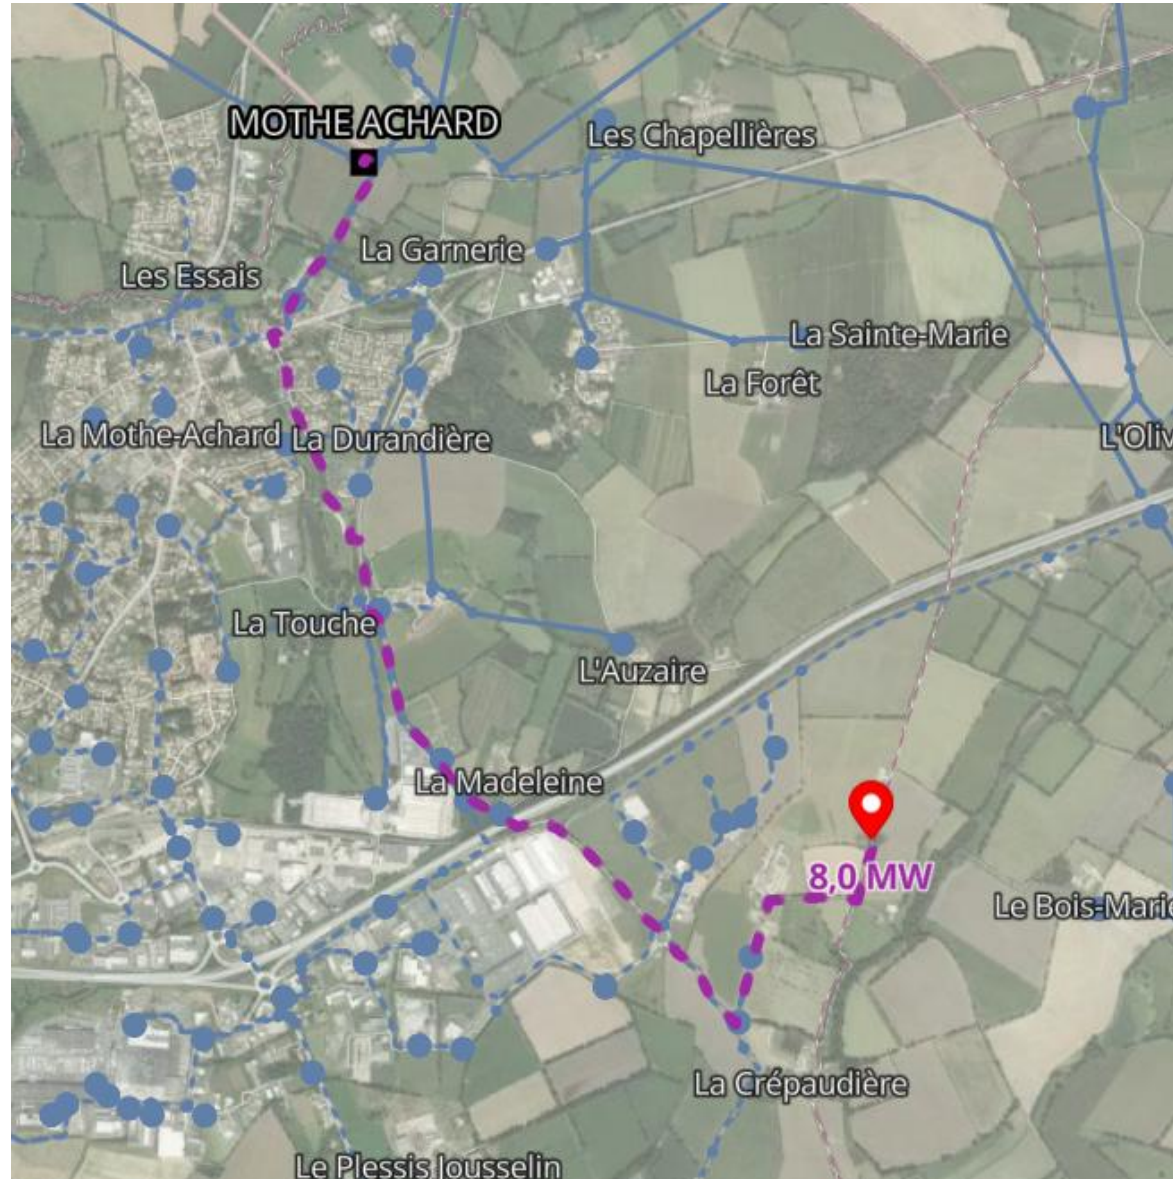 MOTHE ACHARD
Les Chapellières
La Garnerie
Les Essais
La Sainte-Marie
La Forêt
La Mothe-Achard
La Durandière
L'Oliv
La Touche
L'Auzaire
La Madeleine
8,0 MW
Le Bois-Marie
La Crépaudière
Le Plessis Jousselin